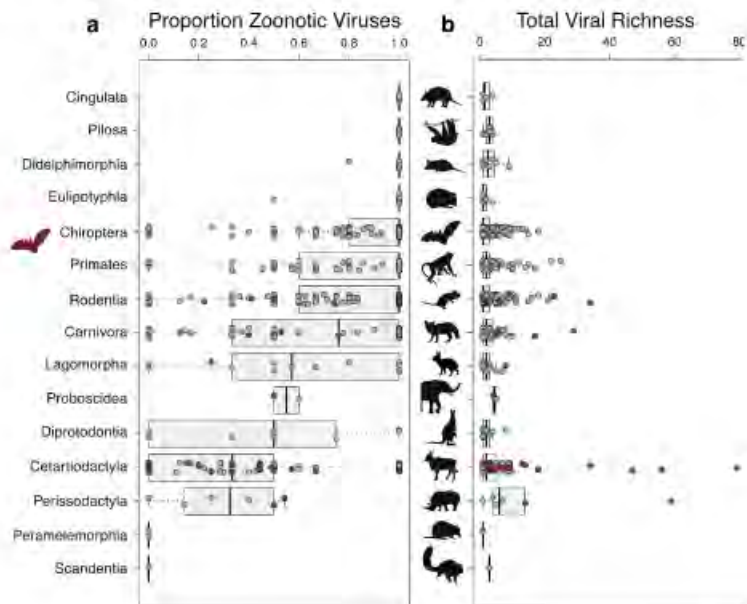 a Proportion Zoonotic Viruses
0.0 0.2 0.4 0.6 0.8 1.0
b Total Viral Richness
0 20 40 60 80
Cingulata
Pilosa
Didelphimorphia
Eulipotyphla
Chiroptera
Primates
Rodentia
Carnivora
Lagomorpha
Proboscidea
Diprotodontia
Cetartiodactyla
Perissodactyla
Peramelemorphia
Scandentia